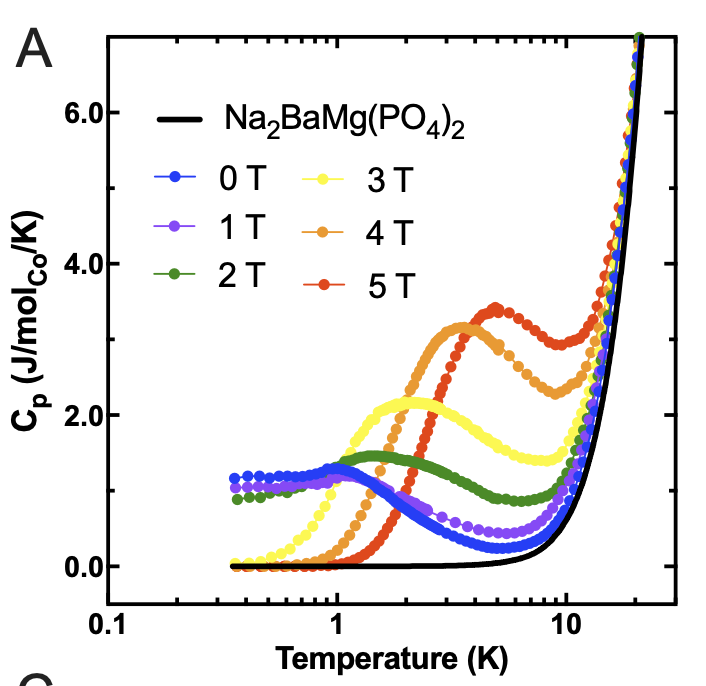 A
Na2BaMg(PO4)2
0 T
3 T
1 T
4 T
2 T
5 T
6.0
4.0
2.0
0.0
Cp (J/molCo/K)
0.1
1
10
Temperature (K)